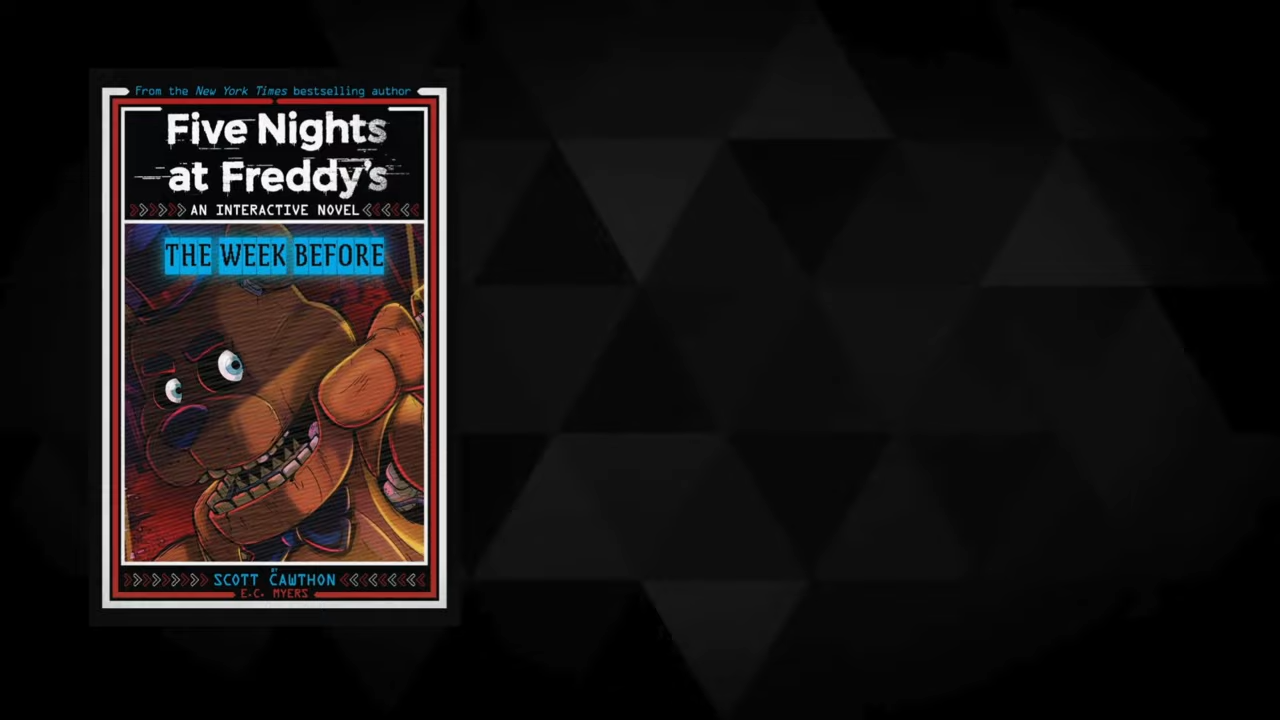 From the New York Times bestselling author
Five Nights
at Freddy's
AN INTERACTIVE NOVEL
THE WEEK BEFORE
BY
SCOTT CAWTHON
E.C. MYERS